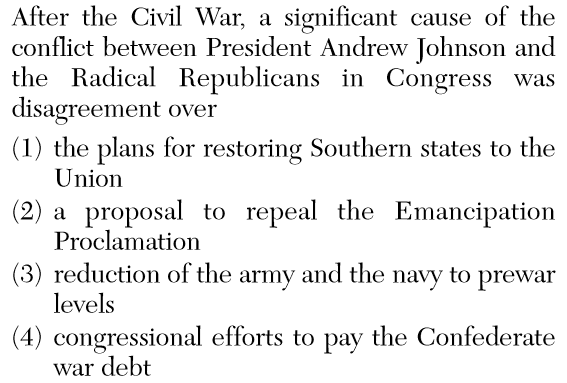 After the Civil War, a significant cause of the
conflict between President Andrew Johnson and
the Radical Republicans in Congress was
disagreement over
(1) the plans for restoring Southern states to the
Union
(2) a proposal to repeal the Emancipation
Proclamation
(3) reduction of the army and the navy to prewar
levels
(4) congressional efforts to pay the Confederate
war debt